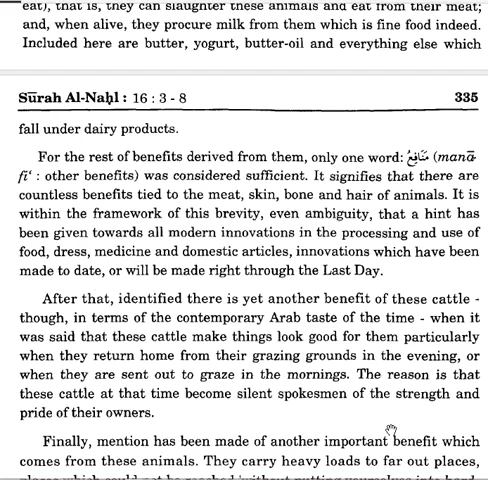 eat), that is, they can slaughter these animals and eat from their meat;
and, when alive, they procure milk from them which is fine food indeed.
Included here are butter, yogurt, butter-oil and everything else which
Sūrah Al-Naḥl : 16 : 3 - 8 335
fall under dairy products.
For the rest of benefits derived from them, only one word: مَنَافِعُ (manā
fi‘ : other benefits) was considered sufficient. It signifies that there are
countless benefits tied to the meat, skin, bone and hair of animals. It is
within the framework of this brevity, even ambiguity, that a hint has
been given towards all modern innovations in the processing and use of
food, dress, medicine and domestic articles, innovations which have been
made to date, or will be made right through the Last Day.
After that, identified there is yet another benefit of these cattle -
though, in terms of the contemporary Arab taste of the time - when it
was said that these cattle make things look good for them particularly
when they return home from their grazing grounds in the evening, or
when they are sent out to graze in the mornings. The reason is that
these cattle at that time become silent spokesmen of the strength and
pride of their owners.
Finally, mention has been made of another important benefit which
comes from these animals. They carry heavy loads to far out places,
places which could not be reached without putting yourselves into hard